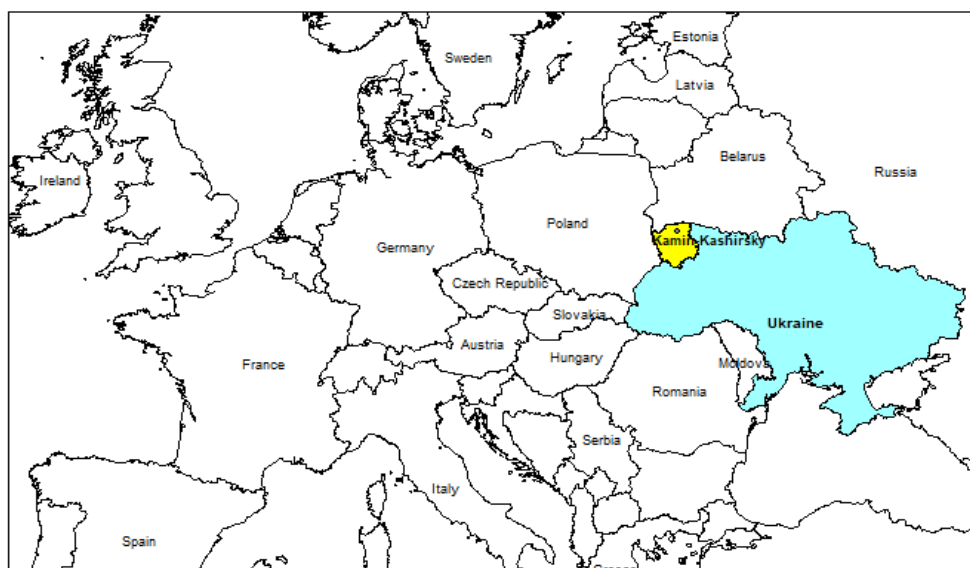 Estonia
Sweden
Latvia
Belarus
Russia
Ireland
Poland
Kamin-Kashirsky
Germany
Czech Republic
Slovakia
Ukraine
Austria
Hungary
France
Moldova
Romania
Serbia
Italy
Spain